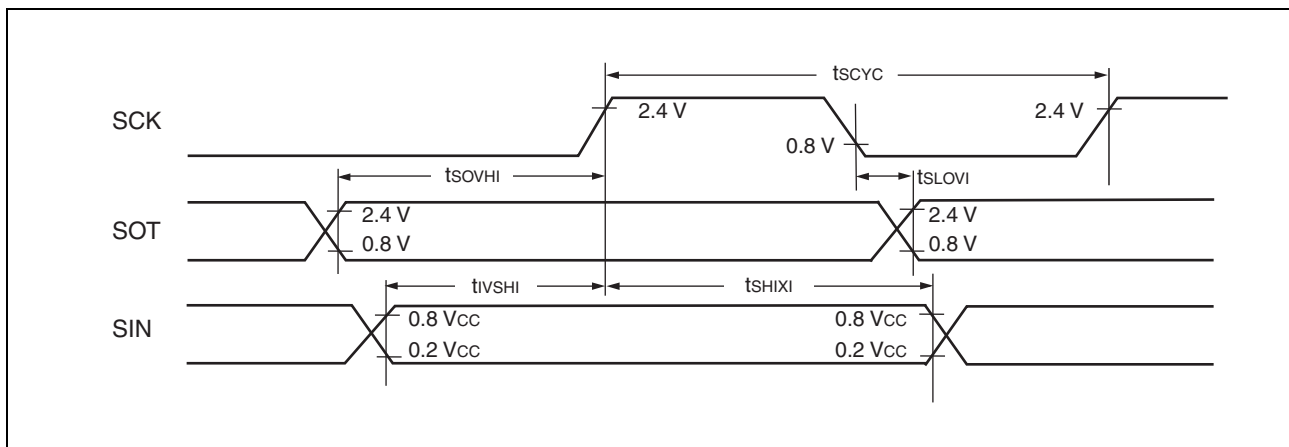 tSCYC
SCK
2.4 V
2.4 V
0.8 V
tSOVHI
tSLOVI
SOT
2.4 V
2.4 V
0.8 V
0.8 V
tIVSHI
tSHIXI
SIN
0.8 VCC
0.8 VCC
0.2 VCC
0.2 VCC